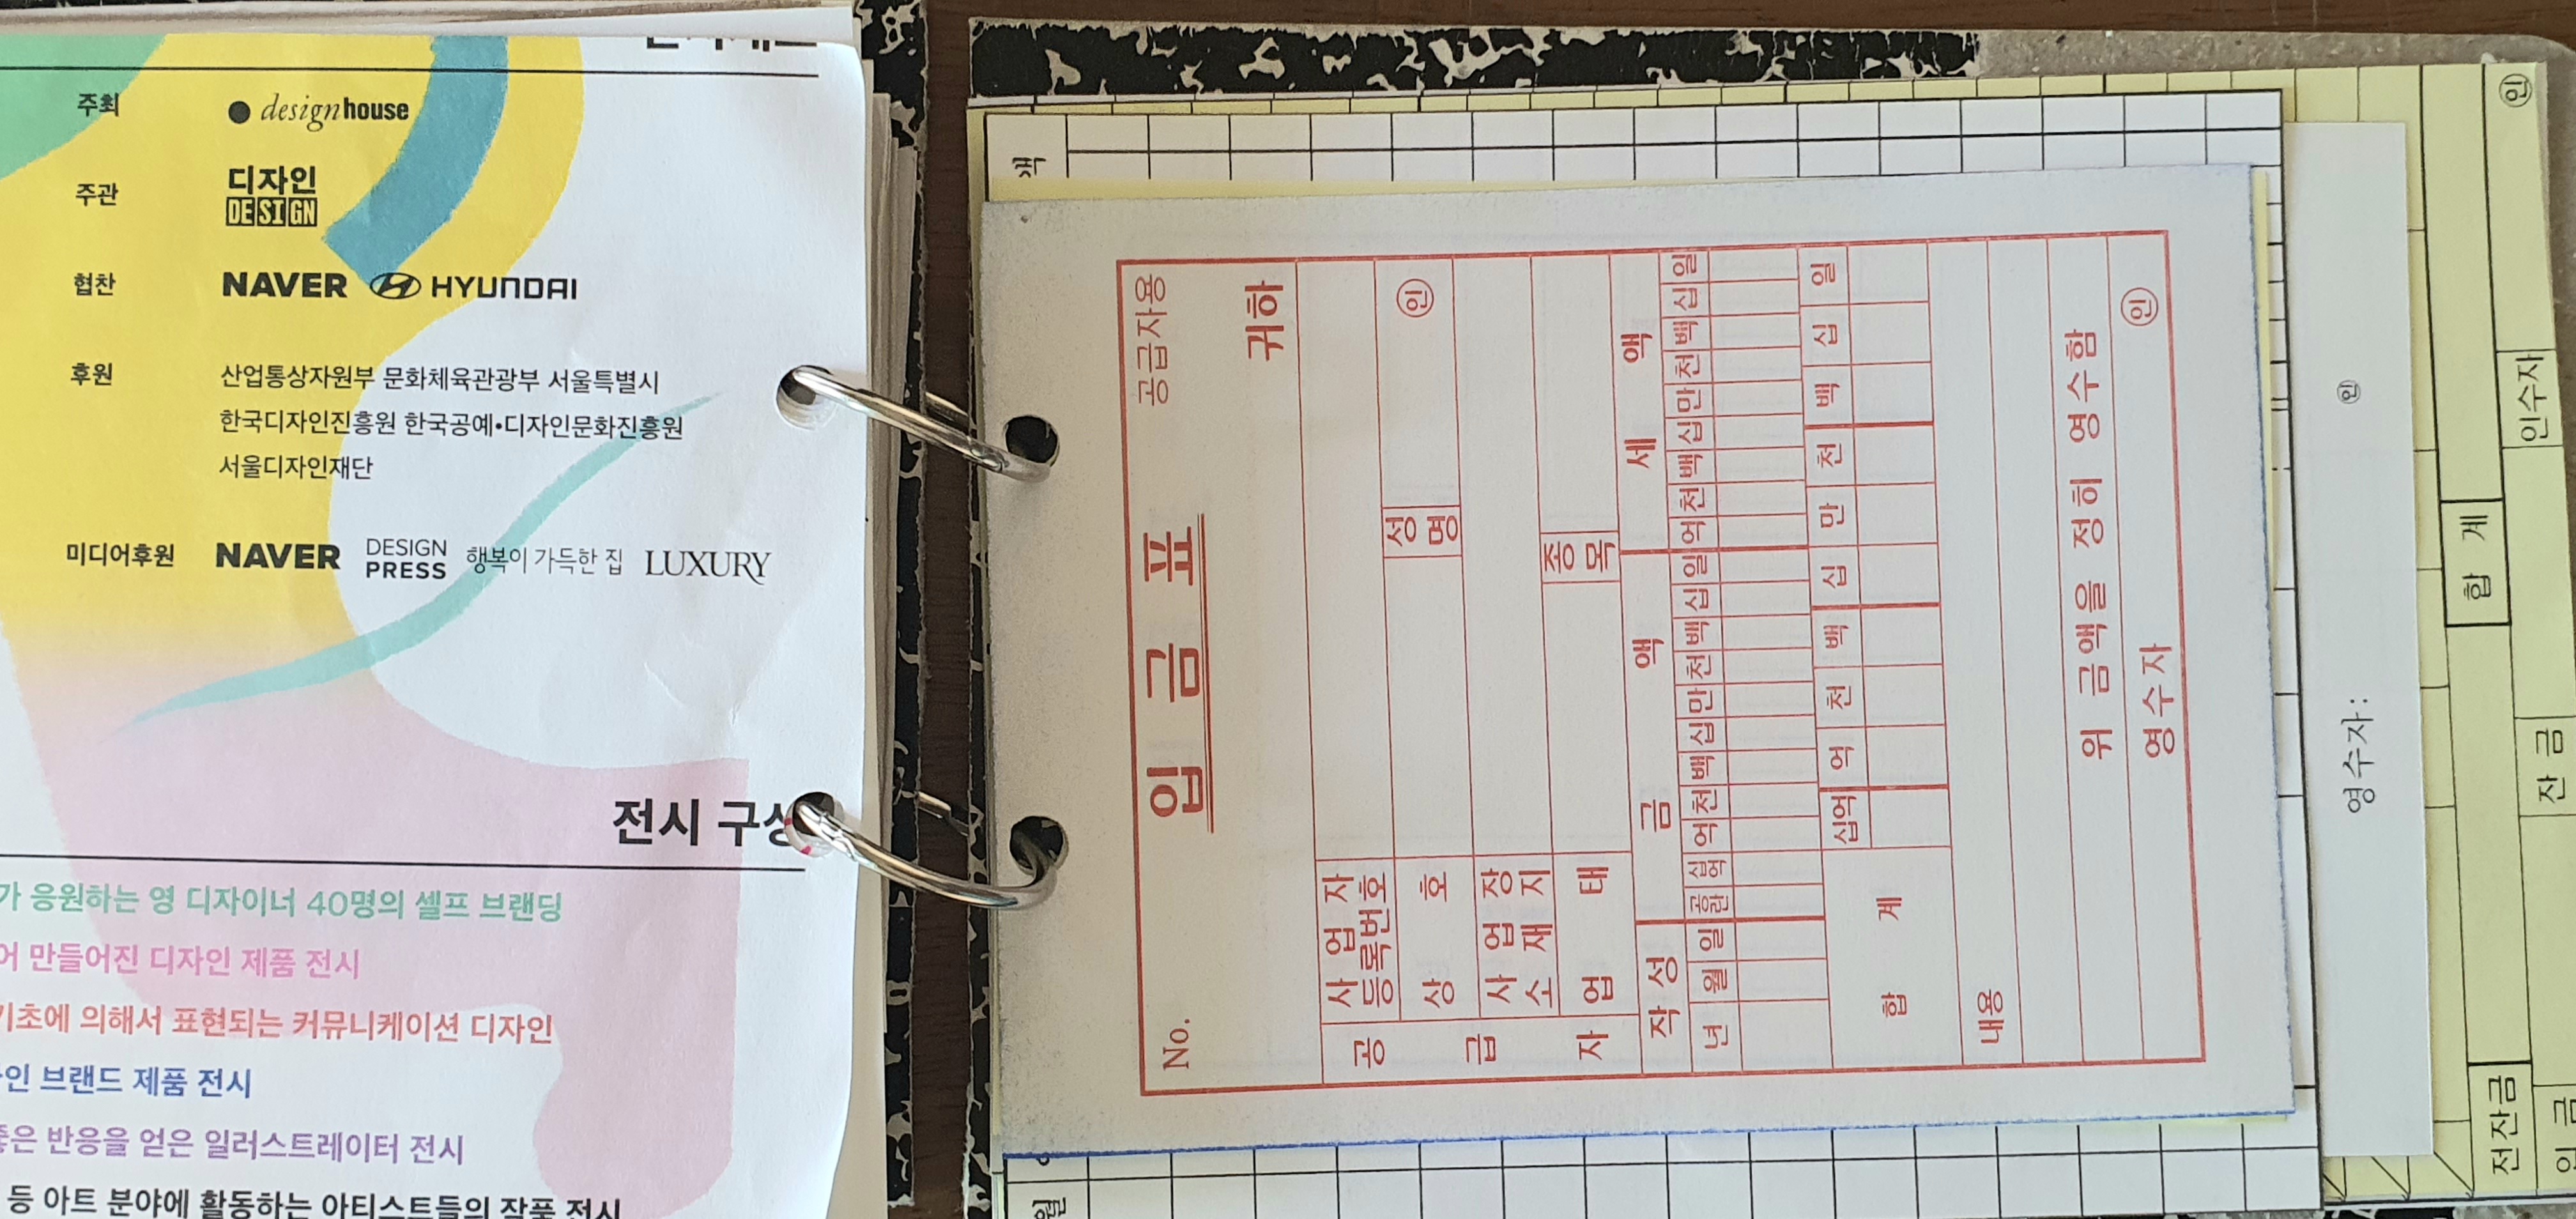 주최
designhouse
주관
디자인
DESIGN
협찬
NAVER HYUNDAI
후원
산업통상자원부 문화체육관광부 서울특별시
한국디자인진흥원 한국공예•디자인문화진흥원
서울디자인재단
미디어후원
NAVER DESIGN PRESS 행복이 가득한 집 LUXURY
전시 구성
가 응원하는 영 디자이너 40명의 셀프 브랜딩
어 만들어진 디자인 제품 전시
기초에 의해서 표현되는 커뮤니케이션 디자인
인 브랜드 제품 전시
좋은 반응을 얻은 일러스트레이터 전시
등 아트 분야에 활동하는 아티스트들의 작품 전시
No.
입 금 표
공급자용
귀하
공 급 자
사 업 자
등록번호
상 호
성명
인
사 업 장
소 재 지
업 태
종목
작 성
금 액
세 액
년 월 일
공란 십억 억 천 백 십 만 천 백 십 일
억 천 백 십 만 천 백 십 일
합 계
십억 억 천 백 십 만 천 백 십 일
내용
위 금액을 정히 영수함
영수자
인
월
영수자:
인
합 계
전잔금
잔 금
인수자
인